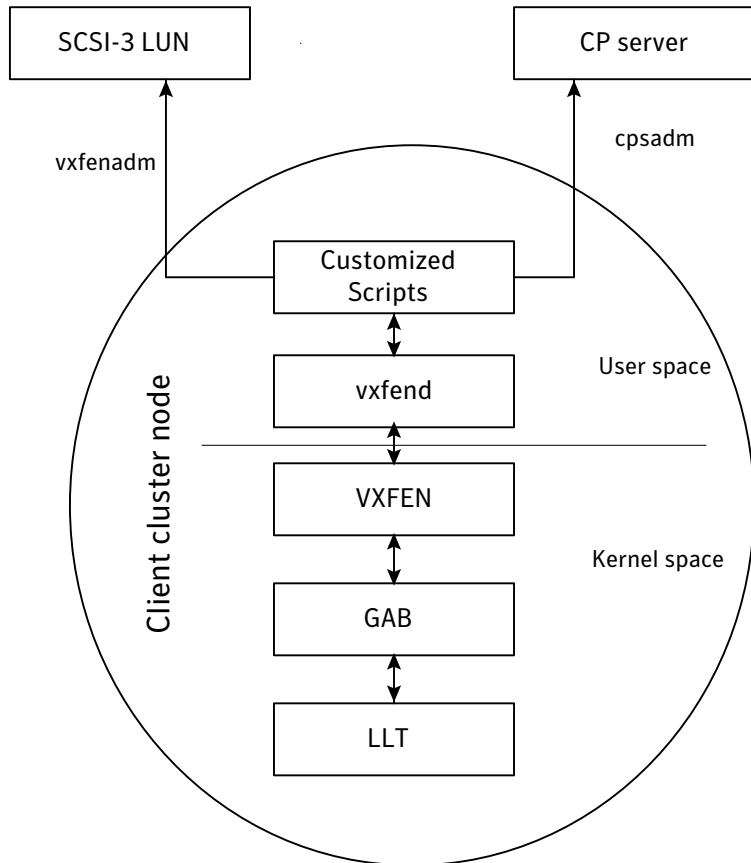 SCSI-3 LUN
CP server
vxfenadm
cpsadm
Customized
Scripts
vxfend
User space
Client cluster node
VXFEN
Kernel space
GAB
LLT